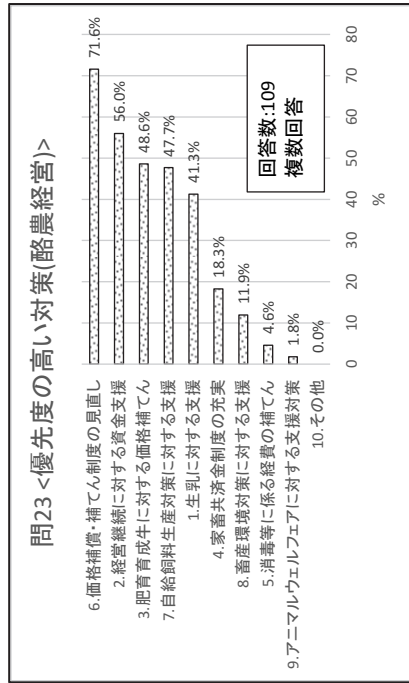 問23 <優先度の高い対策(酪農経営)>
6.価格補償・補てん制度の見直し 71.6%
2.経営継続に対する資金支援 56.0%
3.肥育育成牛に対する価格補てん 48.6%
7.自給飼料生産対策に対する支援 47.7%
1.生乳に対する支援 41.3%
4.家畜共済金制度の充実 18.3%
8.畜産環境対策に対する支援 11.9%
5.消毒等に係る経費の補てん 4.6%
9.アニマルウェルフェアに対する支援対策 1.8%
10.その他 0.0%
回答数:109
複数回答
0 10 20 30 40 50 60 70 80
%